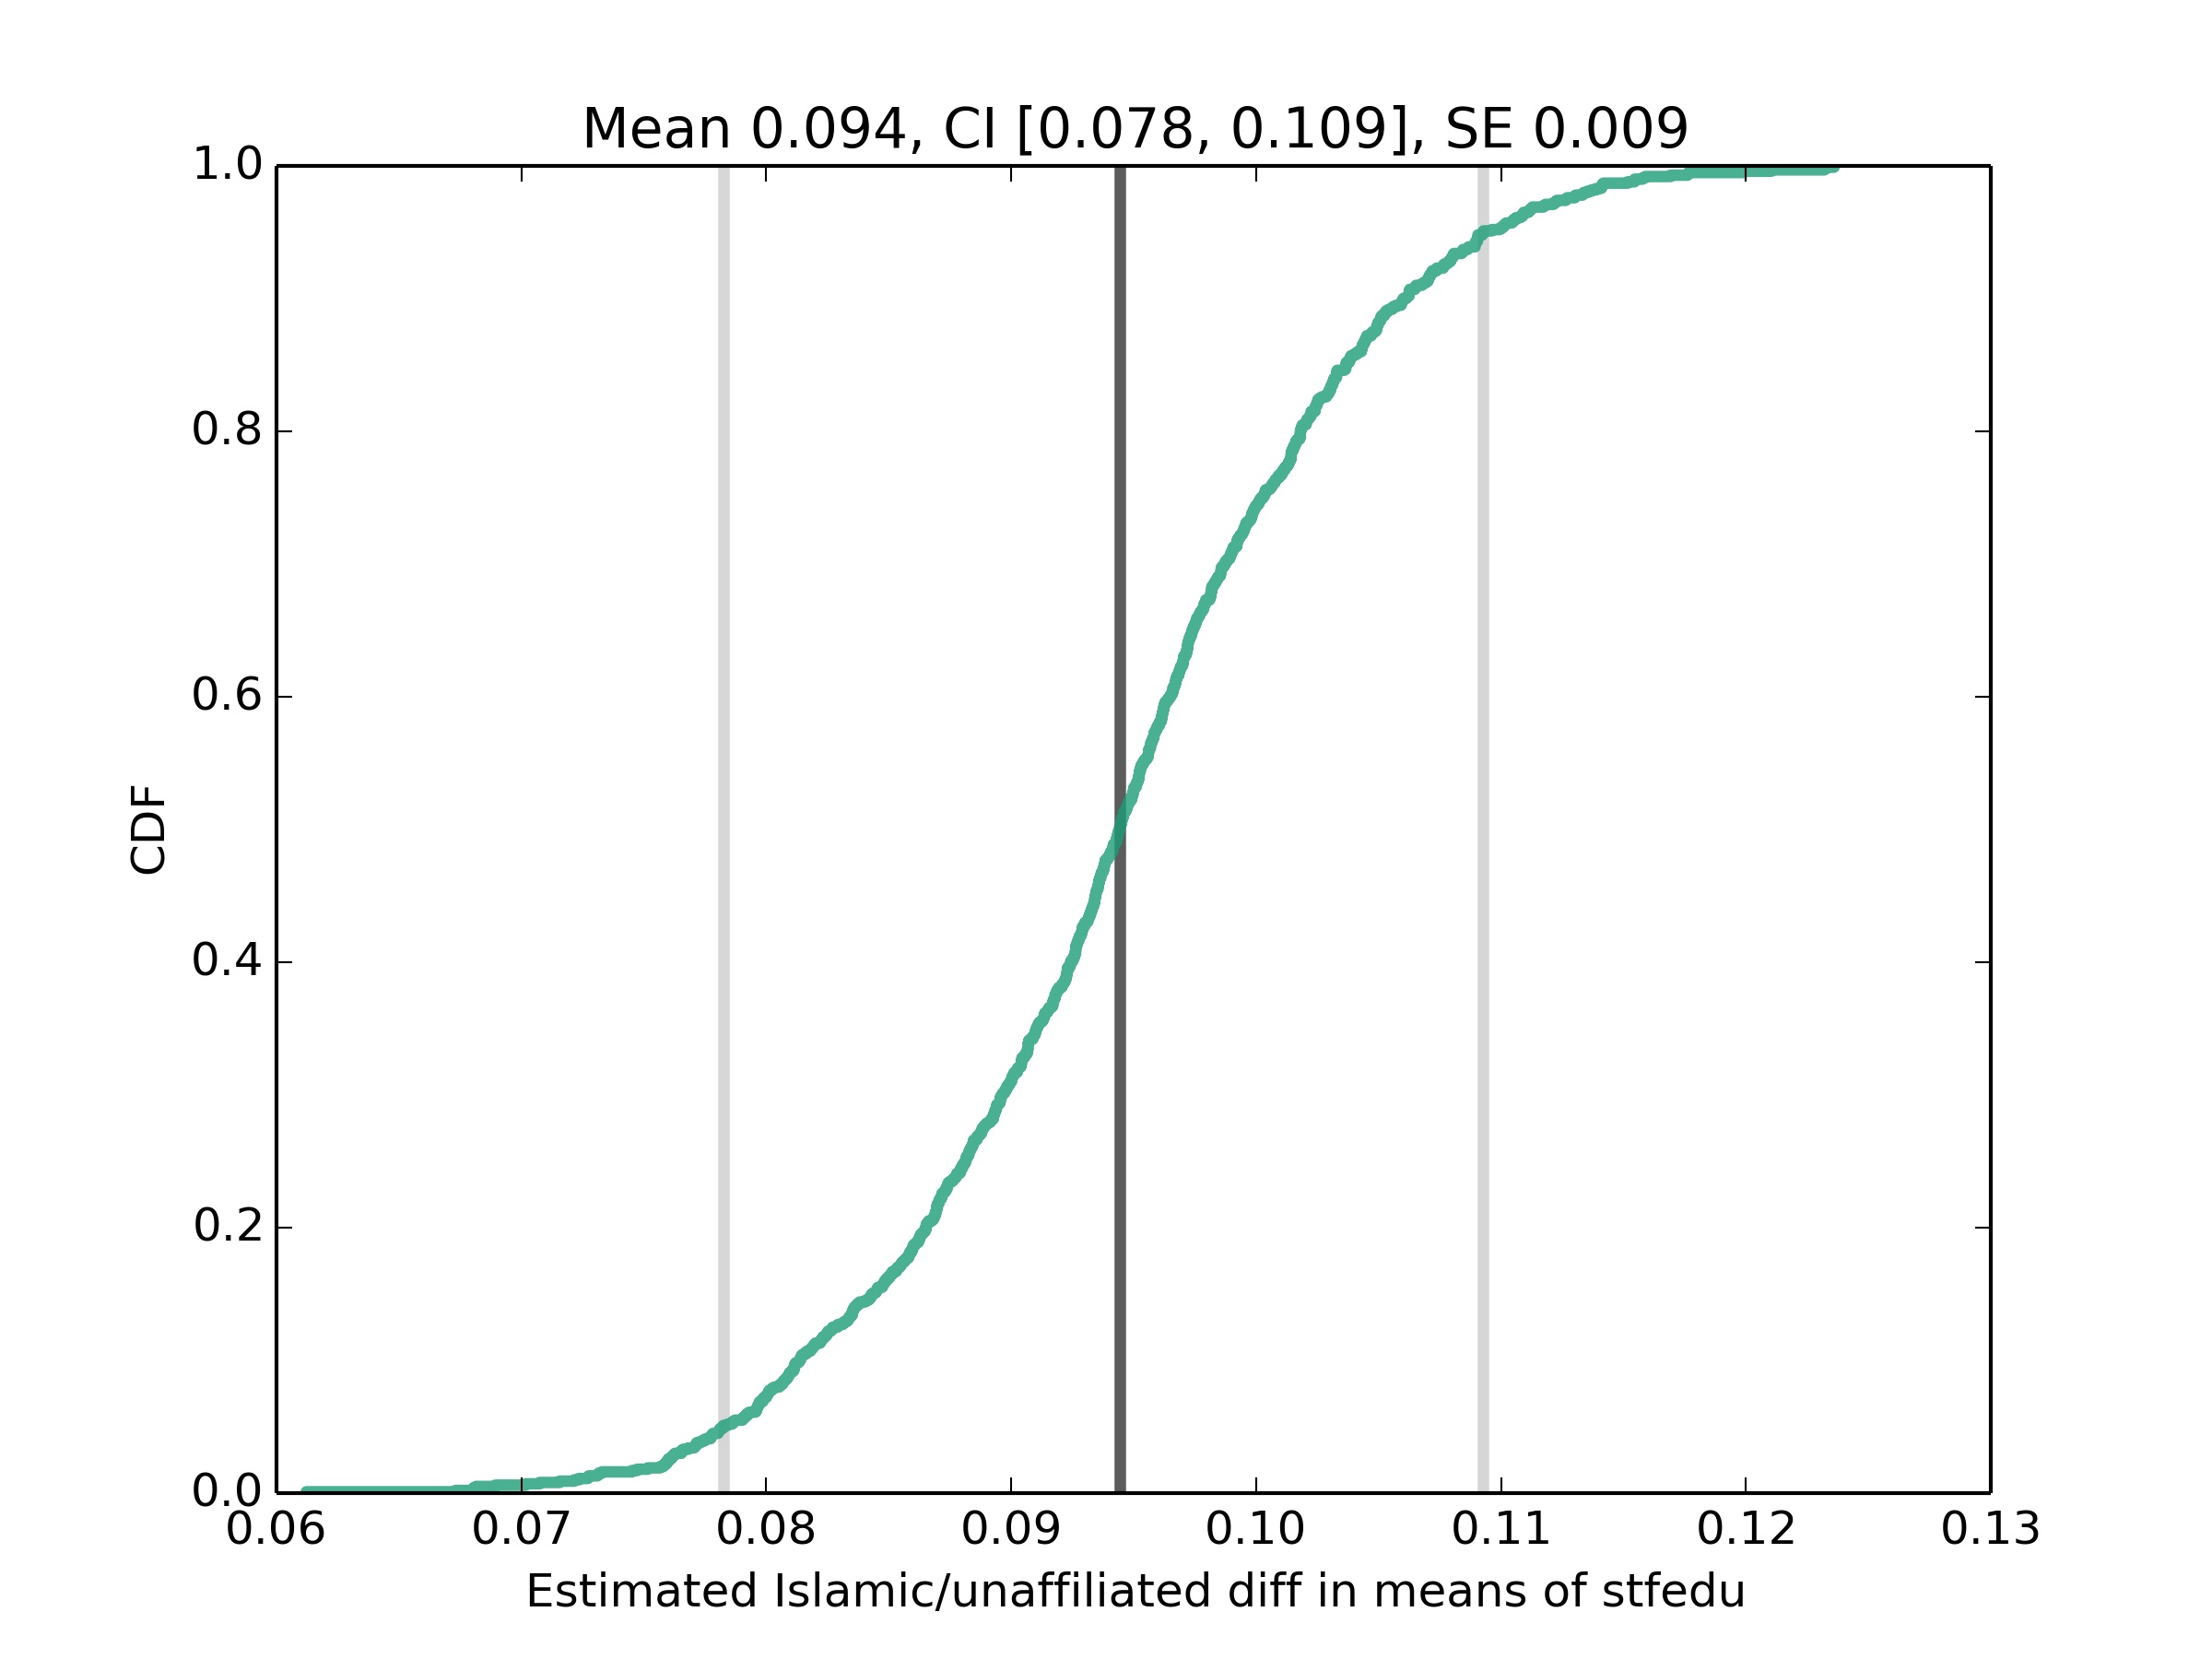 Mean 0.094, CI [0.078, 0.109], SE 0.009
1.0
0.8
0.6
0.4
0.2
0.0
CDF
0.06 0.07 0.08 0.09 0.10 0.11 0.12 0.13
Estimated Islamic/unaffiliated diff in means of stfedu